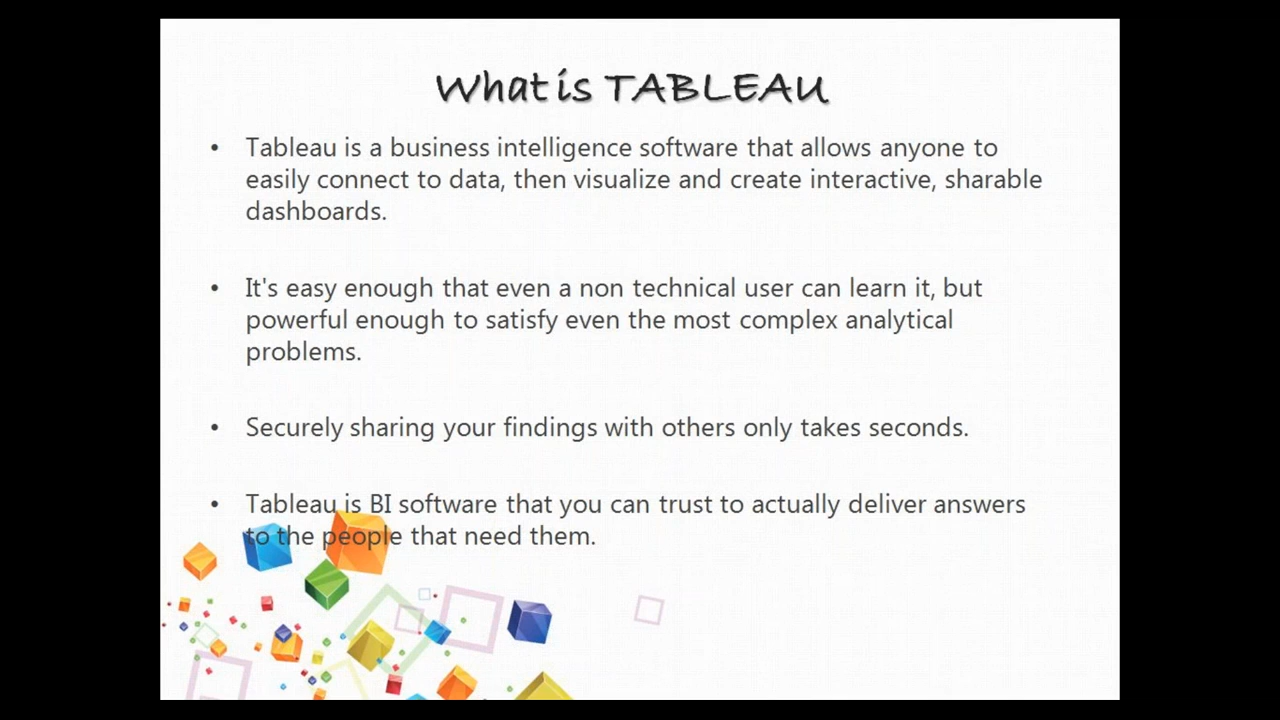 What is TABLEAU
• Tableau is a business intelligence software that allows anyone to
easily connect to data, then visualize and create interactive, sharable
dashboards.
• It's easy enough that even a non technical user can learn it, but
powerful enough to satisfy even the most complex analytical
problems.
• Securely sharing your findings with others only takes seconds.
• Tableau is BI software that you can trust to actually deliver answers
to the people that need them.